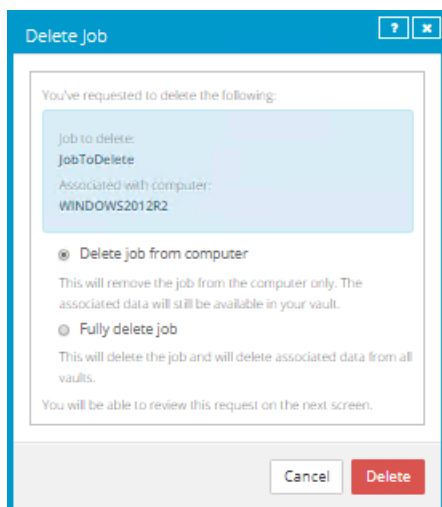 Delete Job
?
×
You've requested to delete the following:
Job to delete:
JobToDelete
Associated with computer:
WINDOWS2012R2
Delete job from computer
This will remove the job from the computer only. The
associated data will still be available in your vault.
Fully delete job
This will delete the job and will delete associated data from all
vaults.
You will be able to review this request on the next screen.
Cancel
Delete